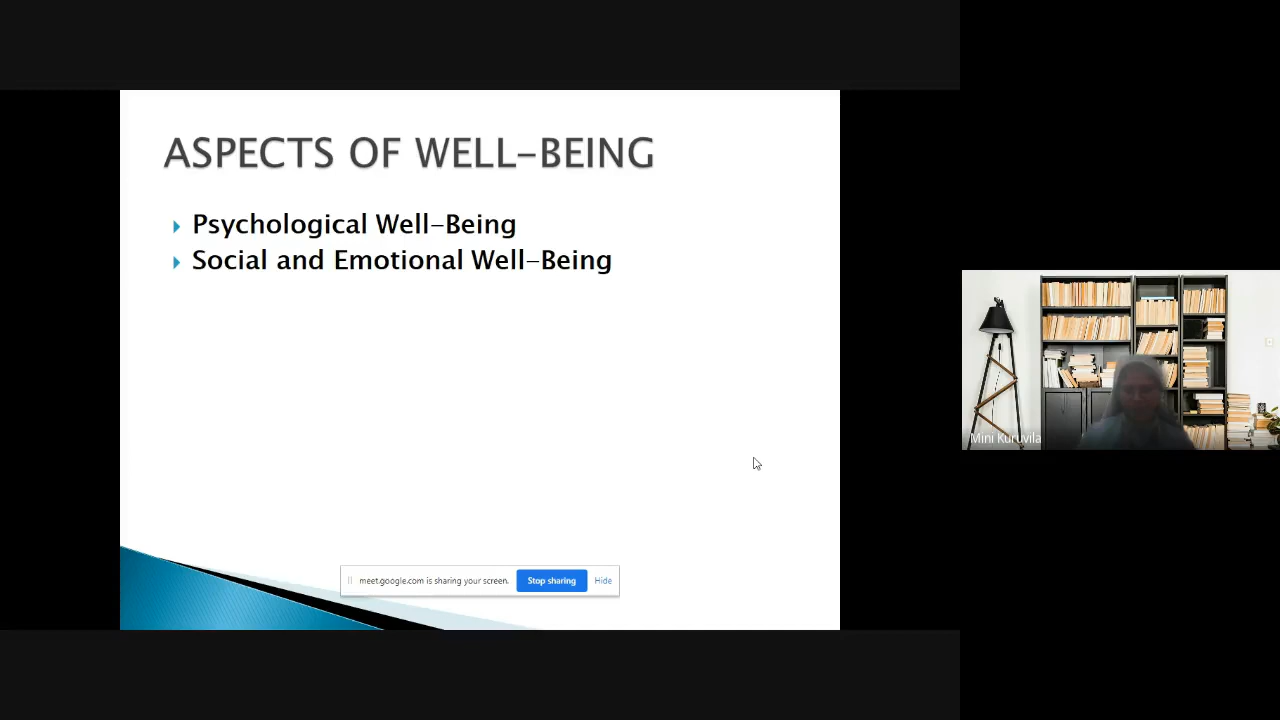 ASPECTS OF WELL-BEING
Psychological Well-Being
Social and Emotional Well-Being
meet.google.com is sharing your screen.
Stop sharing
Hide
Mini Kuruvila